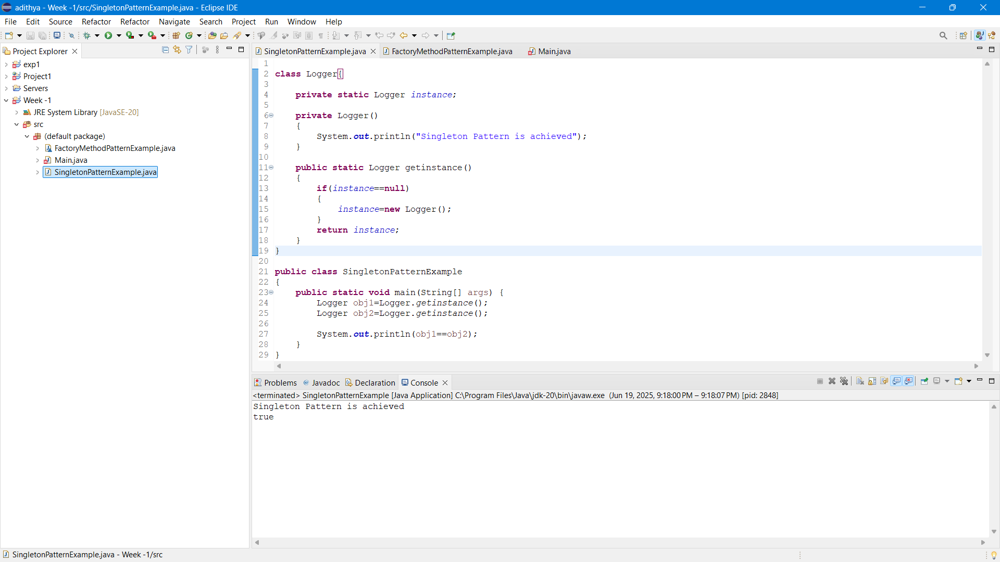 adithya - Week -1/src/SingletonPatternExample.java - Eclipse IDE
File Edit Source Refactor Refactor Navigate Search Project Run Window Help
Project Explorer
exp1
Project1
Servers
Week -1
JRE System Library [JavaSE-20]
src
(default package)
FactoryMethodPatternExample.java
Main.java
SingletonPatternExample.java
SingletonPatternExample.java FactoryMethodPatternExample.java Main.java
1
2 class Logger{
3
4     private static Logger instance;
5
6     private Logger()
7     {
8         System.out.println("Singleton Pattern is achieved");
9     }
10
11     public static Logger getinstance()
12     {
13         if(instance==null)
14         {
15             instance=new Logger();
16         }
17         return instance;
18     }
19 }
20
21 public class SingletonPatternExample
22 {
23     public static void main(String[] args) {
24         Logger obj1=Logger.getinstance();
25         Logger obj2=Logger.getinstance();
26
27         System.out.println(obj1==obj2);
28     }
29 }
Problems @ Javadoc Declaration Console
<terminated> SingletonPatternExample [Java Application] C:\Program Files\Java\jdk-20\bin\javaw.exe (Jun 19, 2025, 9:18:00 PM – 9:18:07 PM) [pid: 2848]
Singleton Pattern is achieved
true
SingletonPatternExample.java - Week -1/src